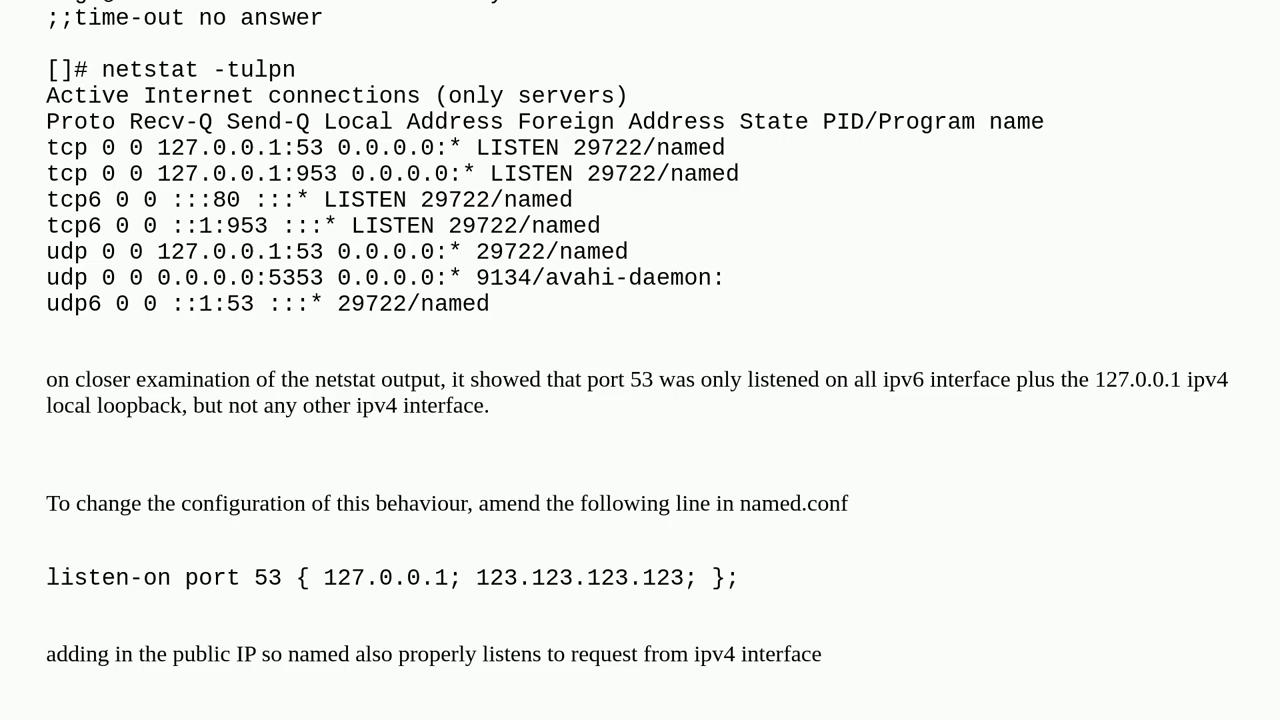 ;;time-out no answer
[]# netstat -tulpn
Active Internet connections (only servers)
Proto Recv-Q Send-Q Local Address Foreign Address State PID/Program name
tcp 0 0 127.0.0.1:53 0.0.0.0:* LISTEN 29722/named
tcp 0 0 127.0.0.1:953 0.0.0.0:* LISTEN 29722/named
tcp6 0 0 :::80 :::* LISTEN 29722/named
tcp6 0 0 ::1:953 :::* LISTEN 29722/named
udp 0 0 127.0.0.1:53 0.0.0.0:* 29722/named
udp 0 0 0.0.0.0:5353 0.0.0.0:* 9134/avahi-daemon:
udp6 0 0 ::1:53 :::* 29722/named
on closer examination of the netstat output, it showed that port 53 was only listened on all ipv6 interface plus the 127.0.0.1 ipv4
local loopback, but not any other ipv4 interface.
To change the configuration of this behaviour, amend the following line in named.conf
listen-on port 53 { 127.0.0.1; 123.123.123.123; };
adding in the public IP so named also properly listens to request from ipv4 interface